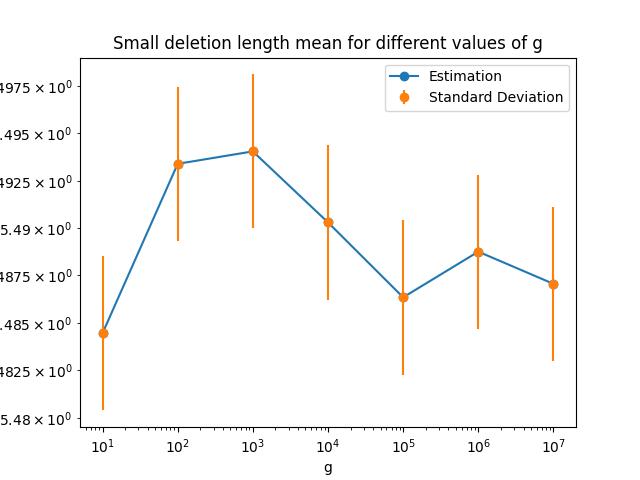 Small deletion length mean for different values of g
Estimation
Standard Deviation
4975 × 10⁰
.495 × 10⁰
4925 × 10⁰
5.49 × 10⁰
4875 × 10⁰
.485 × 10⁰
4825 × 10⁰
5.48 × 10⁰
10¹ 10² 10³ 10⁴ 10⁵ 10⁶ 10⁷
g